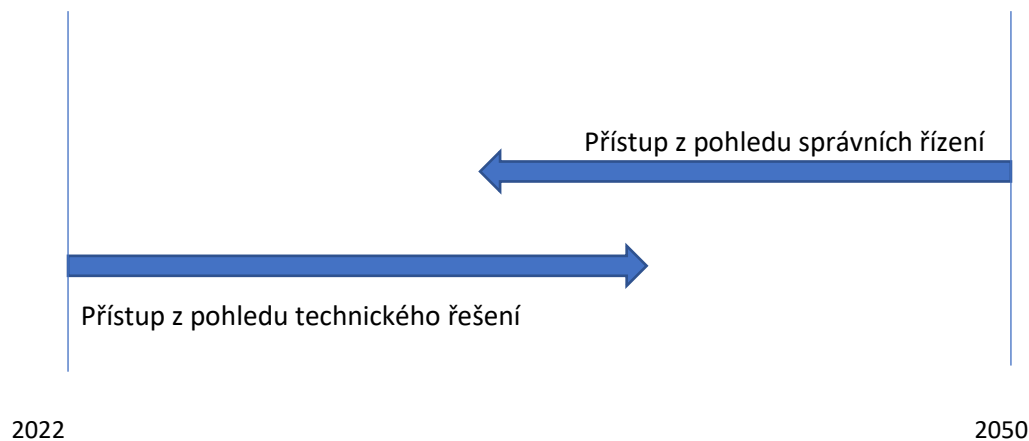 Přístup z pohledu správních řízení
Přístup z pohledu technického řešení
2022
2050